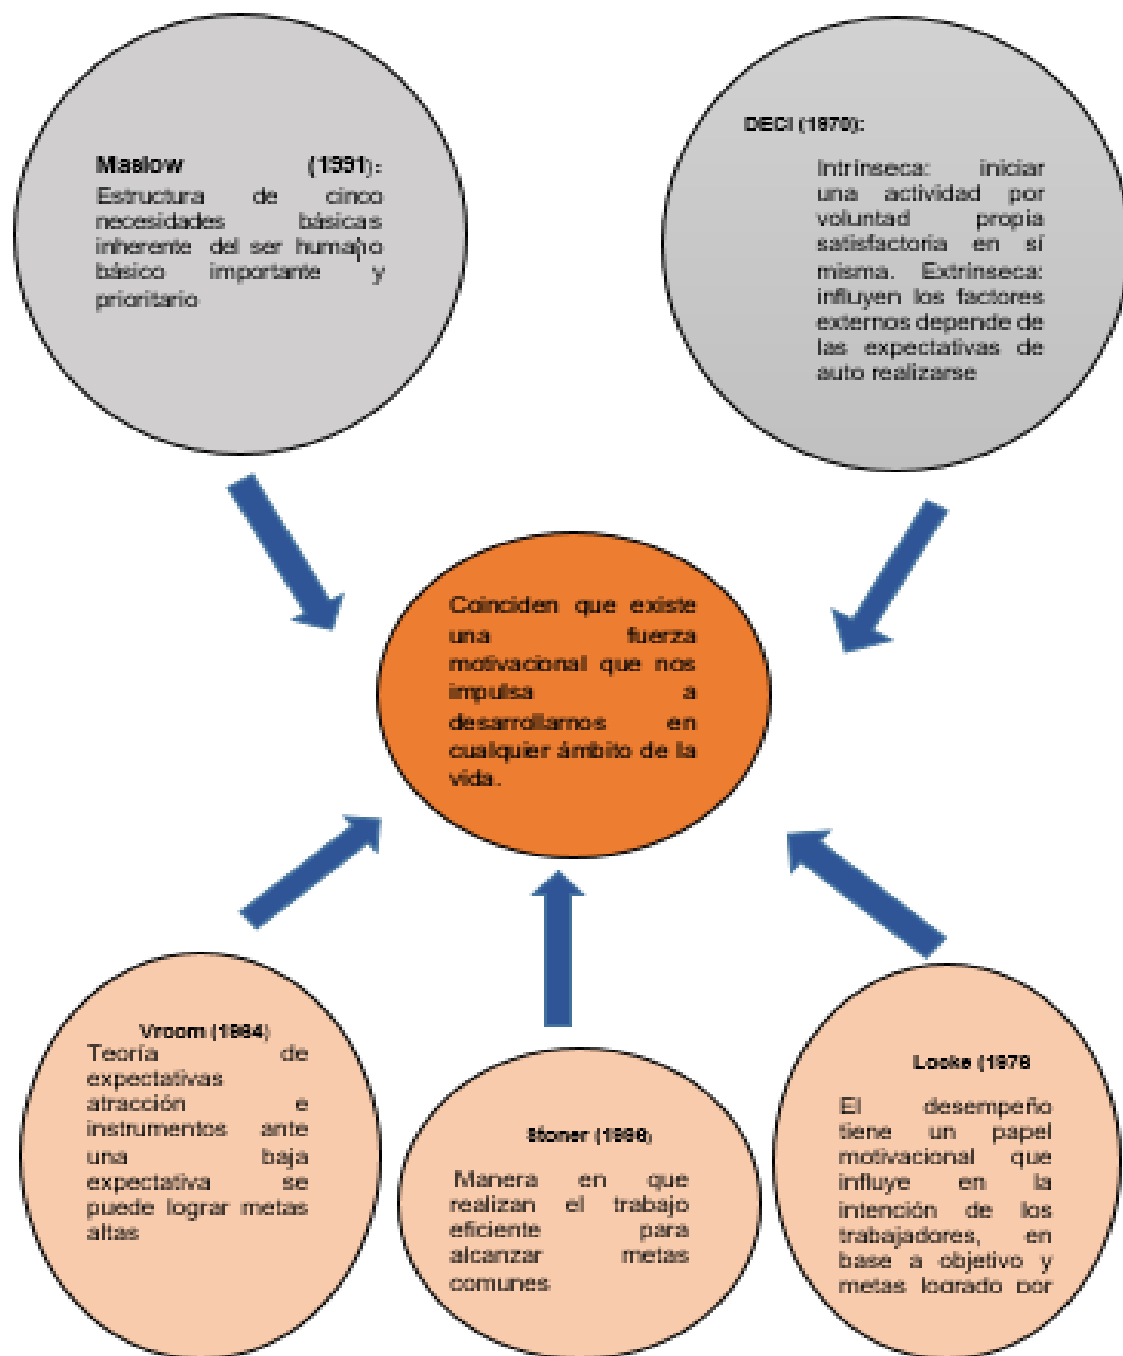 Maslow (1991):
Estructura de cinco
necesidades básicas
inherente del ser humano
básico importante y
prioritario
DECI (1970):
Intrínseca: iniciar
una actividad por
voluntad propia
satisfactoria en sí
misma. Extrínseca:
influyen los factores
externos depende de
las expectativas de
auto realizarse
Coinciden que existe
una fuerza
motivacional que nos
impulsa a
desarrollarnos en
cualquier ámbito de la
vida.
Vroom (1964)
Teoría de
expectativas
atracción e
instrumentos ante
una baja
expectativa se
puede lograr metas
altas
Stoner
Manera en que
realizan el trabajo
eficiente para
alcanzar metas
comunes
Locke
El desempeño
tiene un papel
motivacional que
influye en la
intención de los
trabajadores, en
base a objetivo y
metas logrado por